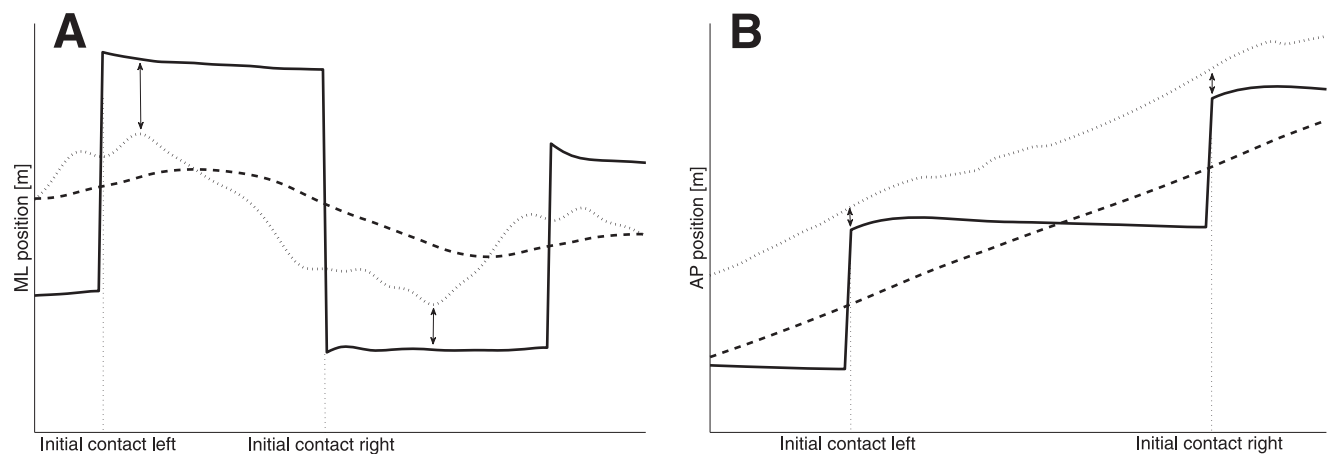 A
ML position [m]
Initial contact left
Initial contact right
B
AP position [m]
Initial contact left
Initial contact right